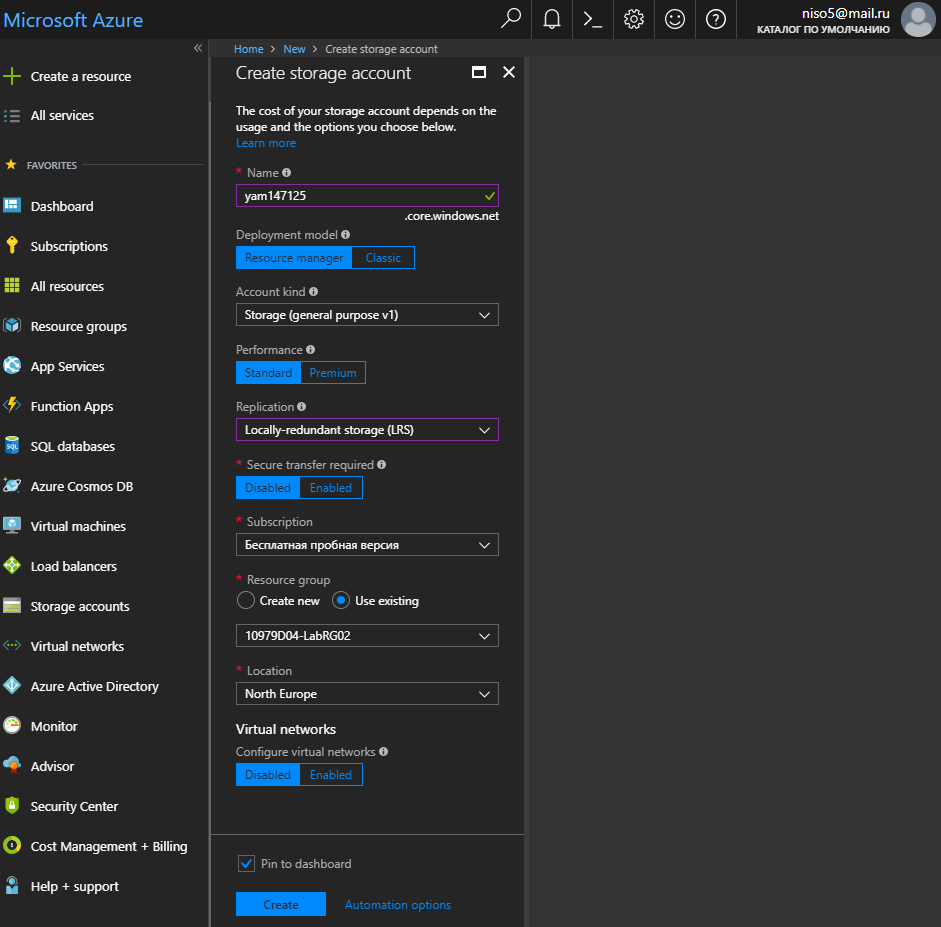 Microsoft Azure
niso5@mail.ru
КАТАЛОГ ПО УМОЛЧАНИЮ
Create a resource
All services
FAVORITES
Dashboard
Subscriptions
All resources
Resource groups
App Services
Function Apps
SQL databases
Azure Cosmos DB
Virtual machines
Load balancers
Storage accounts
Virtual networks
Azure Active Directory
Monitor
Advisor
Security Center
Cost Management + Billing
Help + support
Home > New > Create storage account
Create storage account
The cost of your storage account depends on the
usage and the options you choose below.
Learn more
* Name
yam147125
.core.windows.net
Deployment model
Resource manager Classic
Account kind
Storage (general purpose v1)
Performance
Standard Premium
Replication
Locally-redundant storage (LRS)
* Secure transfer required
Disabled Enabled
* Subscription
Бесплатная пробная версия
* Resource group
Create new Use existing
10979D04-LabRG02
* Location
North Europe
Virtual networks
Configure virtual networks
Disabled Enabled
Pin to dashboard
Create Automation options